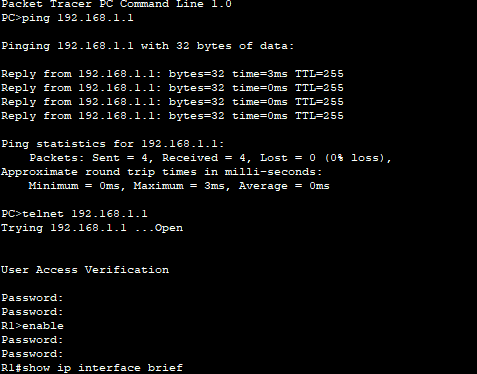 Packet Tracer PC Command Line 1.0
PC>ping 192.168.1.1
Pinging 192.168.1.1 with 32 bytes of data:
Reply from 192.168.1.1: bytes=32 time=3ms TTL=255
Reply from 192.168.1.1: bytes=32 time=0ms TTL=255
Reply from 192.168.1.1: bytes=32 time=0ms TTL=255
Reply from 192.168.1.1: bytes=32 time=0ms TTL=255
Ping statistics for 192.168.1.1:
Packets: Sent = 4, Received = 4, Lost = 0 (0% loss),
Approximate round trip times in milli-seconds:
Minimum = 0ms, Maximum = 3ms, Average = 0ms
PC>telnet 192.168.1.1
Trying 192.168.1.1 ...Open
User Access Verification
Password:
Password:
R1>enable
Password:
Password:
R1#show ip interface brief